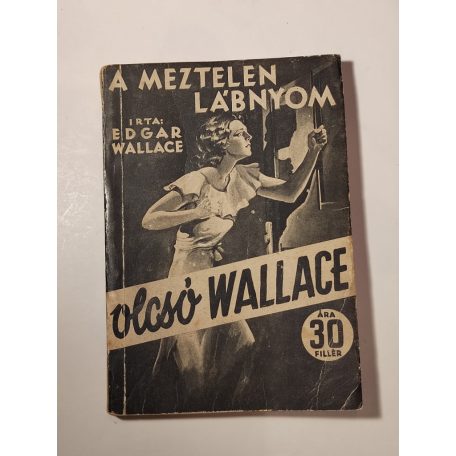 A MEZTELEN
LÁBNYOM
IRTA:
EDGAR
WALLACE
olcsó WALLACE
ÁRA
30
FILLÉR